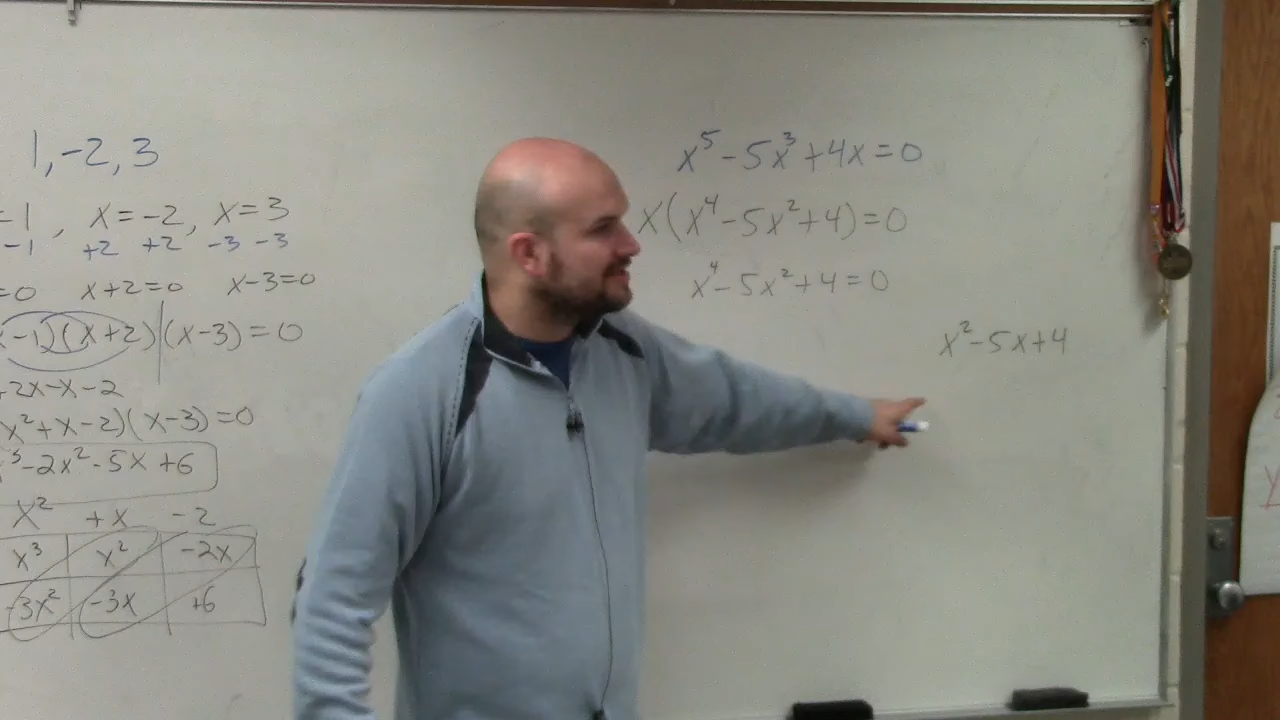 1, -2, 3
=1, x=-2, x=3
-1 +2 +2 -3 -3
=0 x+2=0 x-3=0
-1)(x+2)(x-3)=0
+2x-x-2
x²+x-2)(x-3)=0
³-2x²-5x+6
x² +x -2
x³ x² -2x
-3x² -3x +6
x⁵-5x³+4x=0
x(x⁴-5x²+4)=0
x⁴-5x²+4=0
x²-5x+4